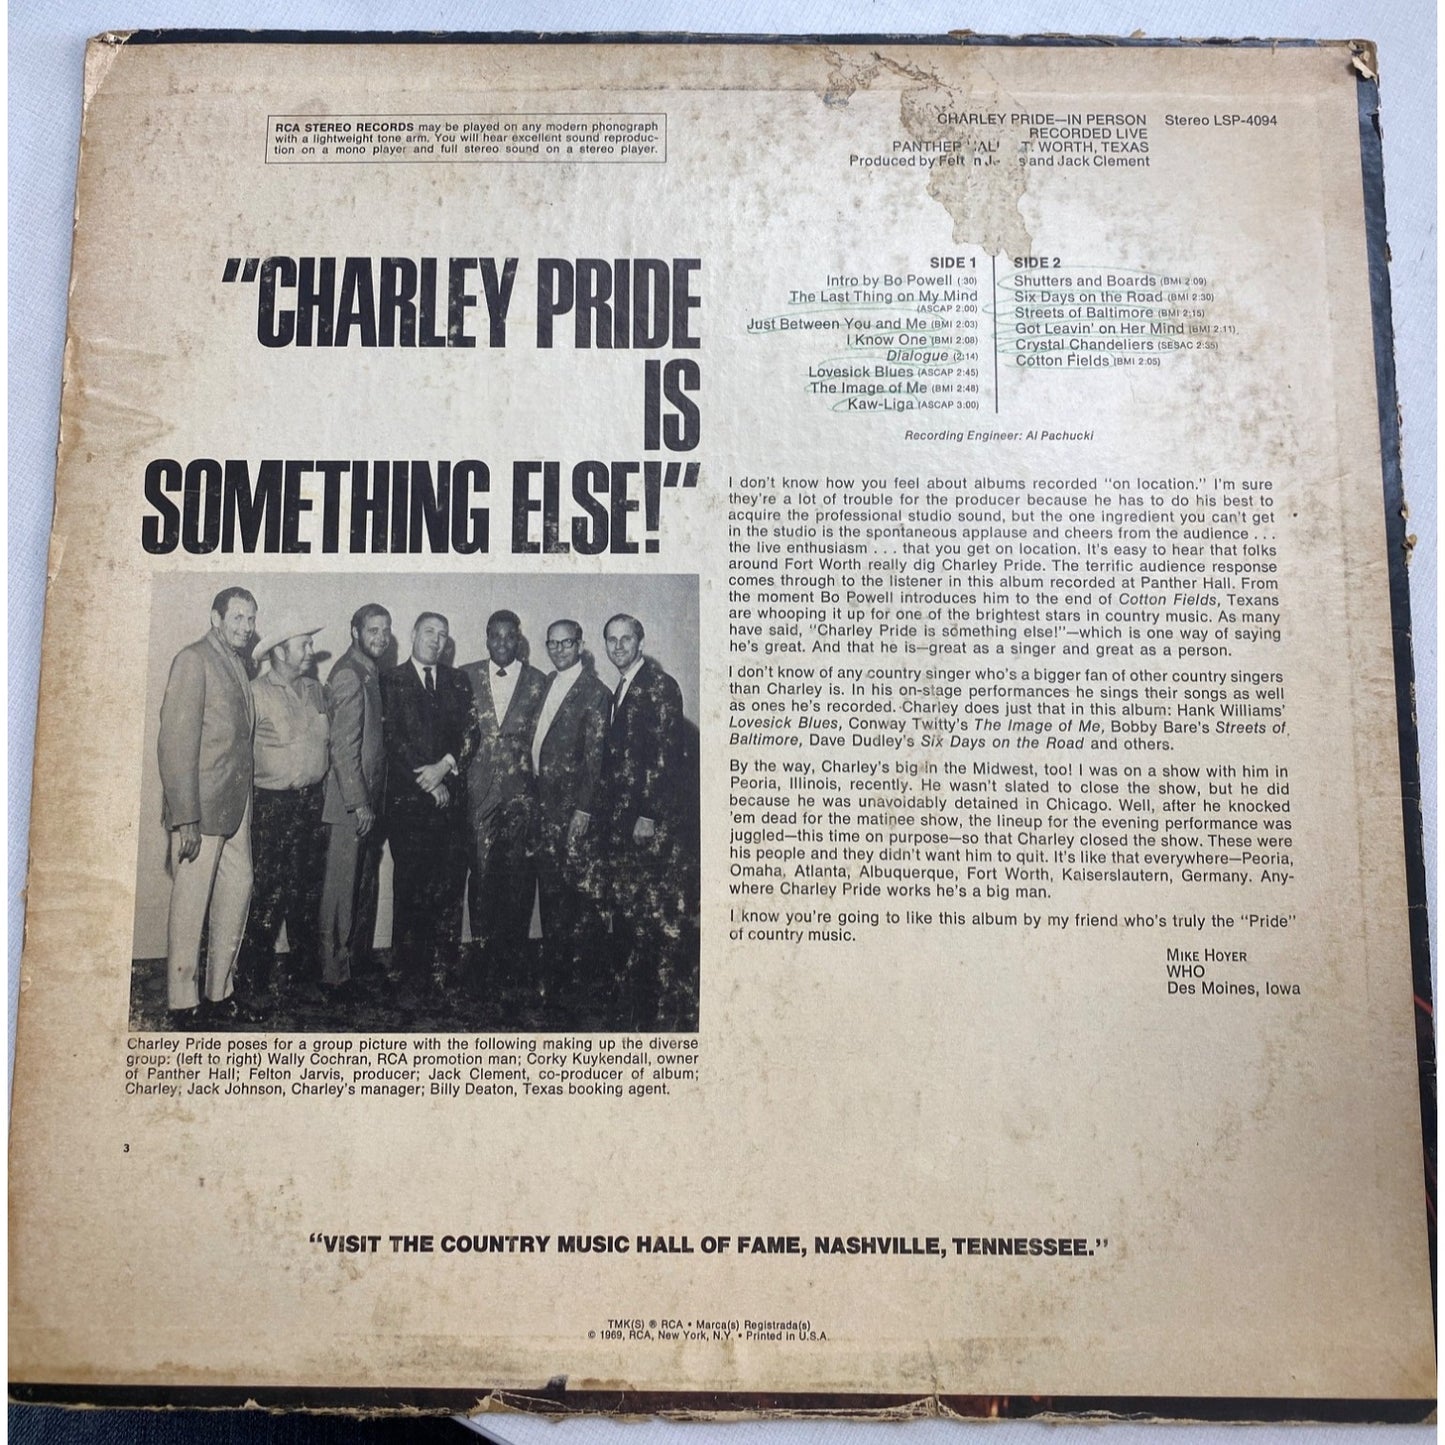 RCA STEREO RECORDS may be played on any modern phonograph
with a lightweight tone arm. You will hear excellent sound reproduc-
tion on a mono player and full stereo sound on a stereo player.
CHARLEY PRIDE—IN PERSON Stereo LSP-4094
RECORDED LIVE
PANTHER WORTH, TEXAS
Produced by and Jack Clement
"CHARLEY PRIDE
IS
SOMETHING ELSE!"
SIDE 1
Intro by Bo Powell (:30)
The Last Thing on My Mind
(ASCAP 2:00)
Just Between You and Me (BMI 2:03)
I Know One (BMI 2:08)
Dialogue (2:14)
Lovesick Blues (ASCAP 2:45)
The Image of Me (BMI 2:48)
Kaw-Liga (ASCAP 3:00)
SIDE 2
Shutters and Boards (BMI 2:09)
Six Days on the Road (BMI 2:30)
Streets of Baltimore (BMI 2:15)
Got Leavin' on Her Mind (BMI 2:11)
Crystal Chandeliers (SESAC 2:35)
Cotton Fields (BMI 2:05)
Recording Engineer: Al Pachucki
I don't know how you feel about albums recorded "on location." I'm sure
they're a lot of trouble for the producer because he has to do his best to
acquire the professional studio sound, but the one ingredient you can't get
in the studio is the spontaneous applause and cheers from the audience . . .
the live enthusiasm . . . that you get on location. It's easy to hear that folks
around Fort Worth really dig Charley Pride. The terrific audience response
comes through to the listener in this album recorded at Panther Hall. From
the moment Bo Powell introduces him to the end of Cotton Fields, Texans
are whooping it up for one of the brightest stars in country music. As many
have said, "Charley Pride is something else!"—which is one way of saying
he's great. And that he is—great as a singer and great as a person.
I don't know of any country singer who's a bigger fan of other country singers
than Charley is. In his on-stage performances he sings their songs as well
as ones he's recorded. Charley does just that in this album: Hank Williams'
Lovesick Blues, Conway Twitty's The Image of Me, Bobby Bare's Streets of
Baltimore, Dave Dudley's Six Days on the Road and others.
By the way, Charley's big in the Midwest, too! I was on a show with him in
Peoria, Illinois, recently. He wasn't slated to close the show, but he did
because he was unavoidably detained in Chicago. Well, after he knocked
'em dead for the matinee show, the lineup for the evening performance was
juggled—this time on purpose—so that Charley closed the show. These were
his people and they didn't want him to quit. It's like that everywhere—Peoria,
Omaha, Atlanta, Albuquerque, Fort Worth, Kaiserslautern, Germany. Any-
where Charley Pride works he's a big man.
I know you're going to like this album by my friend who's truly the "Pride"
of country music.
MIKE HOYER
WHO
Des Moines, Iowa
Charley Pride poses for a group picture with the following making up the diverse
group: (left to right) Wally Cochran, RCA promotion man; Corky Kuykendall, owner
of Panther Hall; Felton Jarvis, producer; Jack Clement, co-producer of album;
Charley; Jack Johnson, Charley's manager; Billy Deaton, Texas booking agent.
3
"VISIT THE COUNTRY MUSIC HALL OF FAME, NASHVILLE, TENNESSEE."
TMK(S) ® RCA • Marca(s) Registrada(s)
© 1969, RCA, New York, N.Y. • Printed in U.S.A.